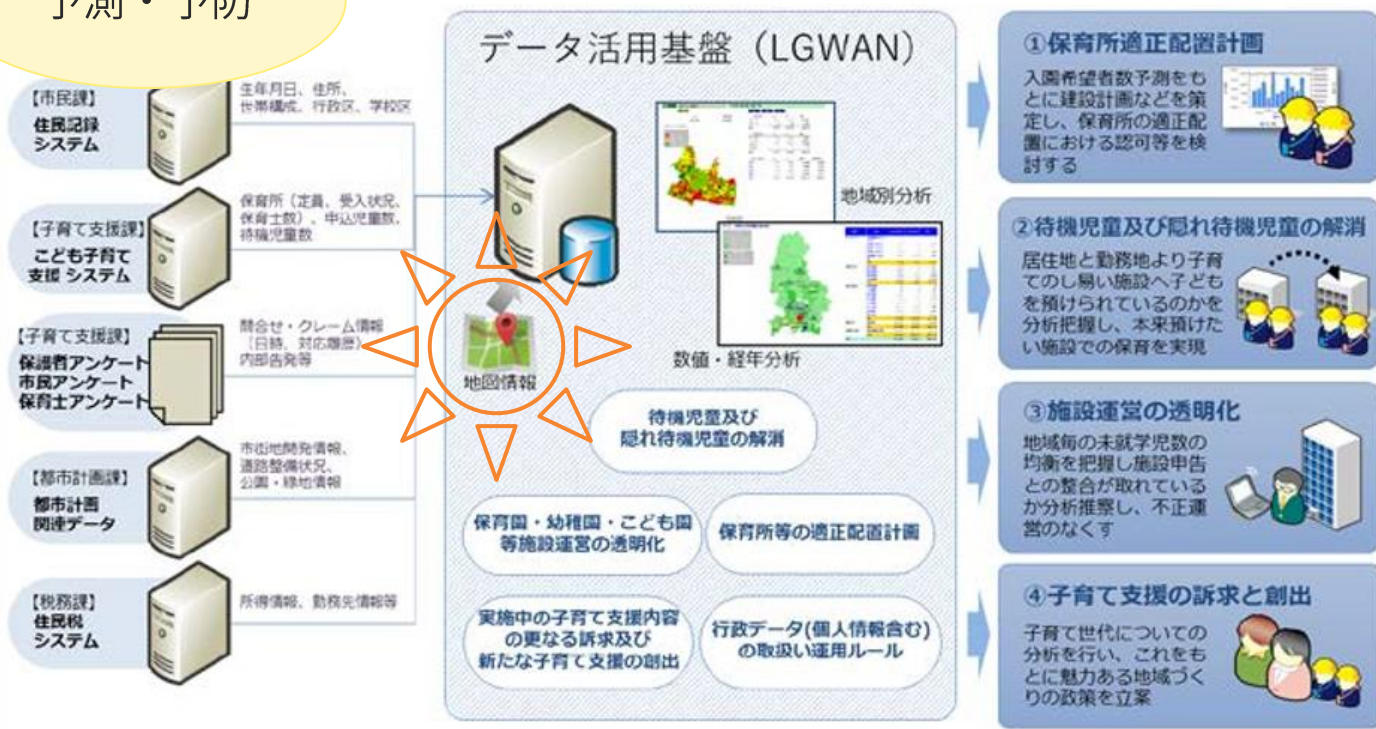 予測・予防
データ活用基盤（LGWAN）
【市民課】
住民記録
システム
生年月日、住所、
世帯構成、行政区、学校区
【子育て支援課】
こども子育て
支援 システム
保育所（定員、受入状況、
保育士数）、申込児童数、
待機児童数
【子育て支援課】
保護者アンケート
市民アンケート
保育士アンケート
問合せ・クレーム情報
（日時、対応履歴）
内部告発等
【都市計画課】
都市計画
関連データ
市街地開発情報、
道路整備状況、
公園・緑地情報
【税務課】
住民税
システム
所得情報、勤務先情報等
地域別分析
数値・経年分析
地図情報
待機児童及び
隠れ待機児童の解消
保育園・幼稚園・こども園
等施設運営の透明化
保育所等の適正配置計画
実施中の子育て支援内容
の更なる訴求及び
新たな子育て支援の創出
行政データ(個人情報含む)
の取扱い運用ルール
①保育所適正配置計画
入園希望者数予測をも
とに建設計画などを策
定し、保育所の適正配
置における認可等を検
討する
②待機児童及び隠れ待機児童の解消
居住地と勤務地より子育
てのし易い施設へ子ども
を預けられているのかを
分析把握し、本来預けた
い施設での保育を実現
③施設運営の透明化
地域毎の未就学児数の
均衡を把握し施設申告
との整合が取れている
か分析推察し、不正運
営のなくす
④子育て支援の訴求と創出
子育て世代についての
分析を行い、これをも
とに魅力ある地域づく
りの政策を立案